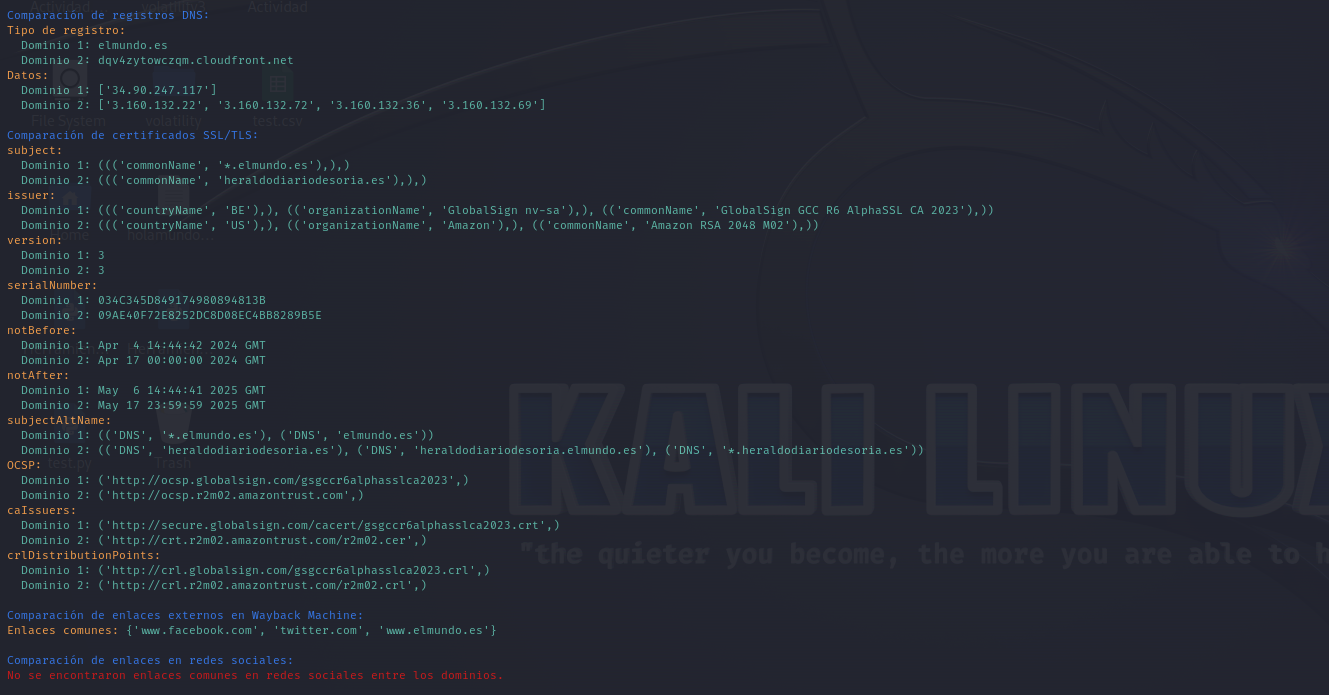 Actividad
volatility3
Actividad
Comparación de registros DNS:
Tipo de registro:
  Dominio 1: elmundo.es
  Dominio 2: dqv4zytowczqm.cloudfront.net
Datos:
  Dominio 1: ['34.90.247.117']
  Dominio 2: ['3.160.132.22', '3.160.132.72', '3.160.132.36', '3.160.132.69']
File System
volatility
test.csv
Comparación de certificados SSL/TLS:
subject:
  Dominio 1: ((('commonName', '*.elmundo.es'),),)
  Dominio 2: ((('commonName', 'heraldodiariodesoria.es'),),)
issuer:
  Dominio 1: ((('countryName', 'BE'),), (('organizationName', 'GlobalSign nv-sa'),), (('commonName', 'GlobalSign GCC R6 AlphaSSL CA 2023'),))
  Dominio 2: ((('countryName', 'US'),), (('organizationName', 'Amazon'),), (('commonName', 'Amazon RSA 2048 M02'),))
version:
  Dominio 1: 3
  Dominio 2: 3
serialNumber:
  Dominio 1: 034C345D849174980894813B
  Dominio 2: 09AE40F72E8252DC8D08EC4BB8289B5E
notBefore:
  Dominio 1: Apr  4 14:44:42 2024 GMT
  Dominio 2: Apr 17 00:00:00 2024 GMT
notAfter:
  Dominio 1: May  6 14:44:41 2025 GMT
  Dominio 2: May 17 23:59:59 2025 GMT
subjectAltName:
  Dominio 1: (('DNS', '*.elmundo.es'), ('DNS', 'elmundo.es'))
  Dominio 2: (('DNS', 'heraldodiariodesoria.es'), ('DNS', 'heraldodiariodesoria.elmundo.es'), ('DNS', '*.heraldodiariodesoria.es'))
test.py
Trash
OCSP:
  Dominio 1: ('http://ocsp.globalsign.com/gsgccr6alphasslca2023',)
  Dominio 2: ('http://ocsp.r2m02.amazontrust.com',)
caIssuers:
  Dominio 1: ('http://secure.globalsign.com/cacert/gsgccr6alphasslca2023.crt',)
  Dominio 2: ('http://crt.r2m02.amazontrust.com/r2m02.cer',)
crlDistributionPoints:
  Dominio 1: ('http://crl.globalsign.com/gsgccr6alphasslca2023.crl',)
  Dominio 2: ('http://crl.r2m02.amazontrust.com/r2m02.crl',)
KALI LINUX
"the quieter you become, the more you are able to h
Comparación de enlaces externos en Wayback Machine:
Enlaces comunes: {'www.facebook.com', 'twitter.com', 'www.elmundo.es'}
Comparación de enlaces en redes sociales:
No se encontraron enlaces comunes en redes sociales entre los dominios.